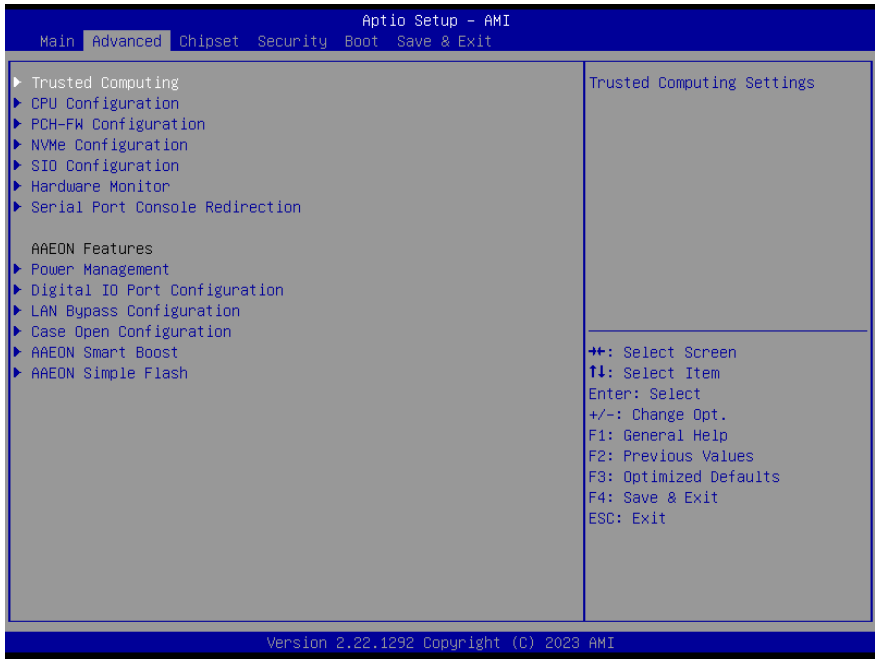 Aptio Setup – AMI
Main Advanced Chipset Security Boot Save & Exit
Trusted Computing
CPU Configuration
PCH-FW Configuration
NVMe Configuration
SIO Configuration
Hardware Monitor
Serial Port Console Redirection
AAEON Features
Power Management
Digital IO Port Configuration
LAN Bypass Configuration
Case Open Configuration
AAEON Smart Boost
AAEON Simple Flash
Trusted Computing Settings
→←: Select Screen
↑↓: Select Item
Enter: Select
+/-: Change Opt.
F1: General Help
F2: Previous Values
F3: Optimized Defaults
F4: Save & Exit
ESC: Exit
Version 2.22.1292 Copyright (C) 2023 AMI